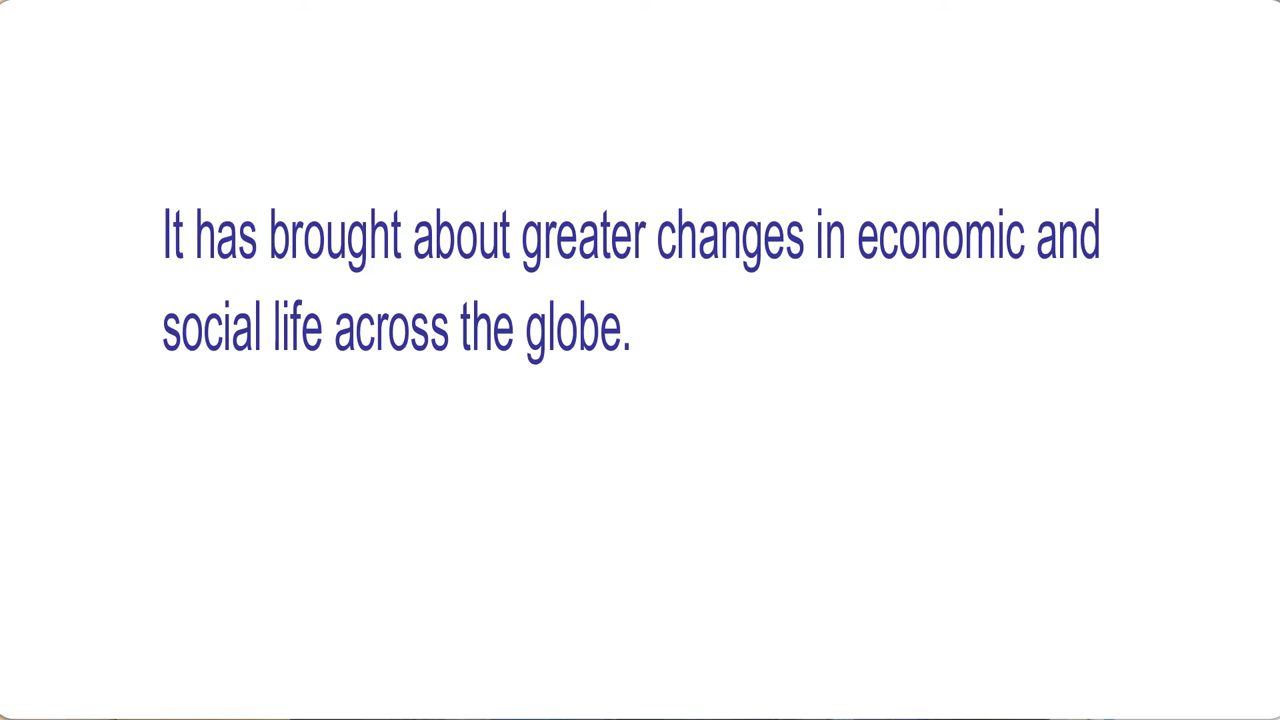 It has brought about greater changes in economic and
social life across the globe.